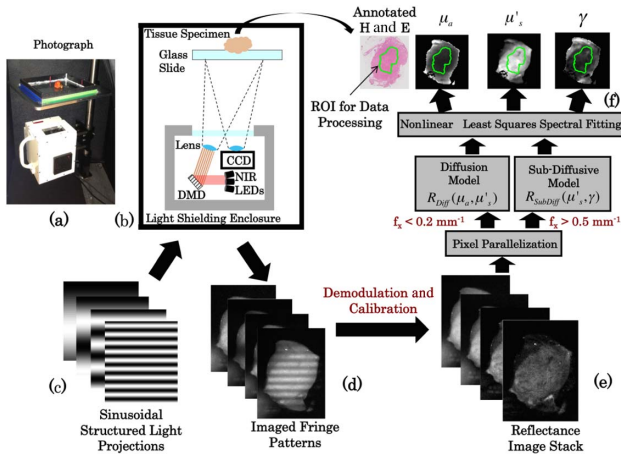 Photograph
(a)
(b)
Tissue Specimen
Glass
Slide
Lens
CCD
NIR
LEDs
DMD
Light Shielding Enclosure
Annotated
H and E
μa
μ's
γ
ROI for Data
Processing
(f)
Nonlinear Least Squares Spectral Fitting
Diffusion
Model
R_Diff(μa,μ's)
Sub-Diffusive
Model
R_SubDiff(μ's,γ)
fx < 0.2 mm-1
fx > 0.5 mm-1
Pixel Parallelization
Demodulation and
Calibration
(c)
Sinusoidal
Structured Light
Projections
(d)
Imaged Fringe
Patterns
(e)
Reflectance
Image Stack